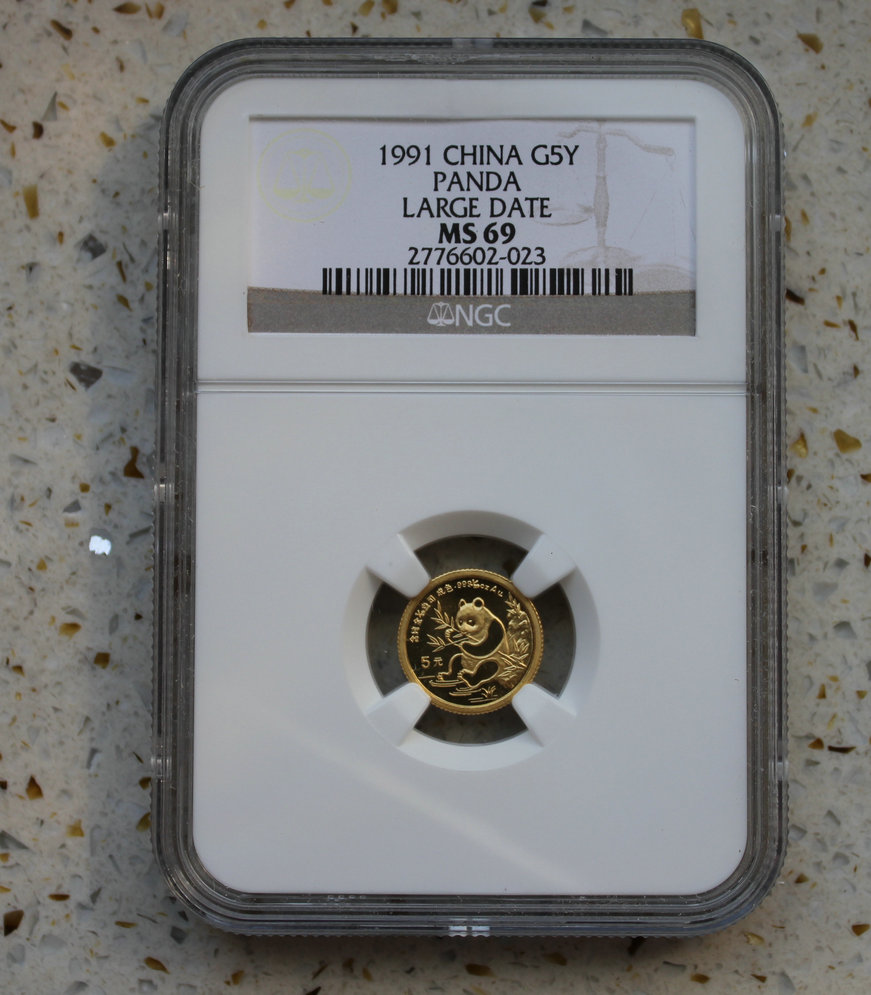 1991 CHINA G5Y
PANDA
LARGE DATE
MS 69
2776602-023
NGC
5元